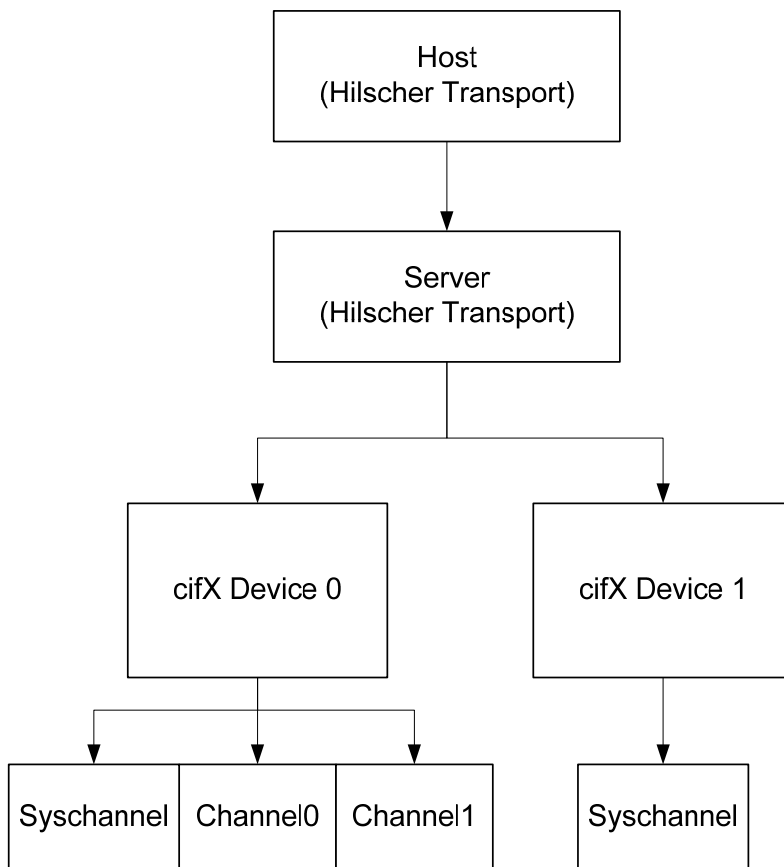 Host
(Hilscher Transport)
Server
(Hilscher Transport)
cifX Device 0
cifX Device 1
Syschannel
Channel0
Channel1
Syschannel